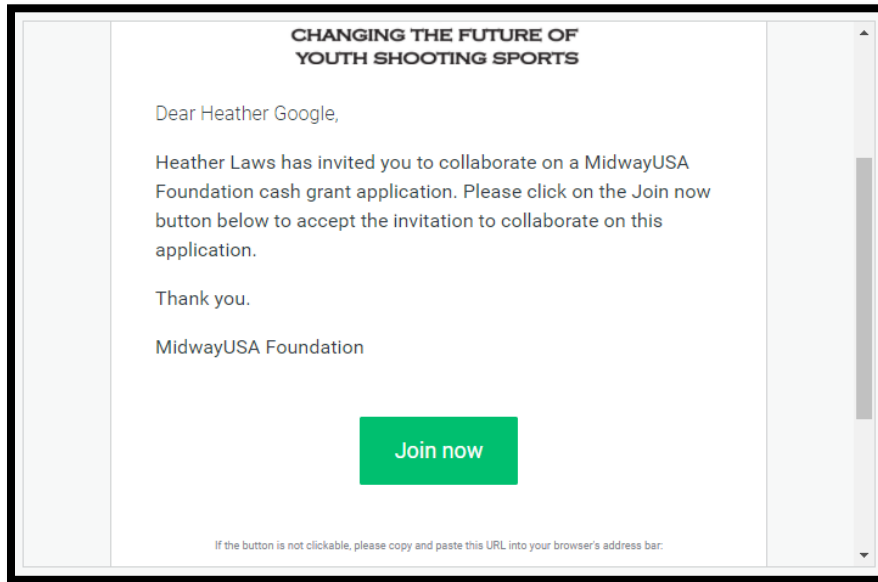 CHANGING THE FUTURE OF
YOUTH SHOOTING SPORTS
Dear Heather Google,
Heather Laws has invited you to collaborate on a MidwayUSA
Foundation cash grant application. Please click on the Join now
button below to accept the invitation to collaborate on this
application.
Thank you.
MidwayUSA Foundation
Join now
If the button is not clickable, please copy and paste this URL into your browser's address bar: